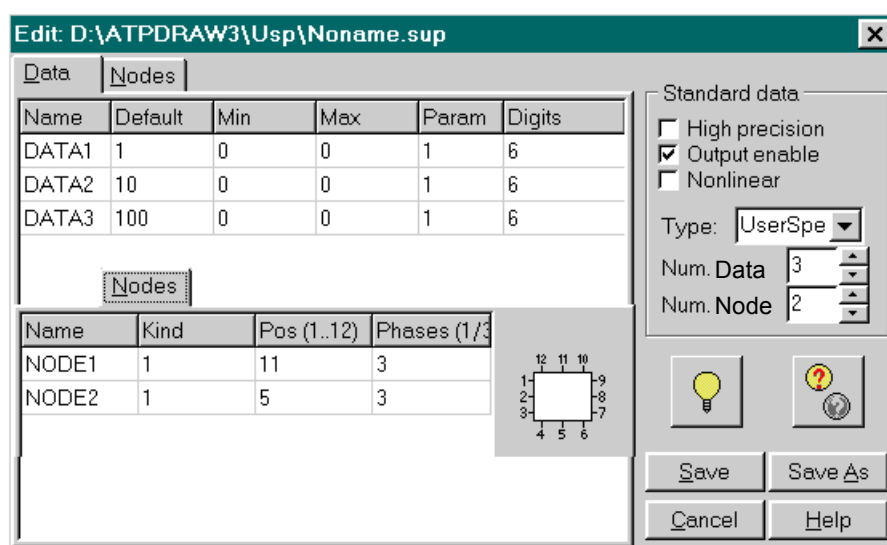 Edit: D:\ATPDRAW3\Usp\Noname.sup
Data Nodes
Name Default Min Max Param Digits
DATA1 1 0 0 1 6
DATA2 10 0 0 1 6
DATA3 100 0 0 1 6
Nodes
Name Kind Pos (1..12) Phases (1/3
NODE1 1 11 3
NODE2 1 5 3
12 11 10
1 9
2 8
3 7
4 5 6
Standard data
High precision
Output enable
Nonlinear
Type: UserSpe
Num. Data 3
Num. Node 2
?
Save Save As
Cancel Help